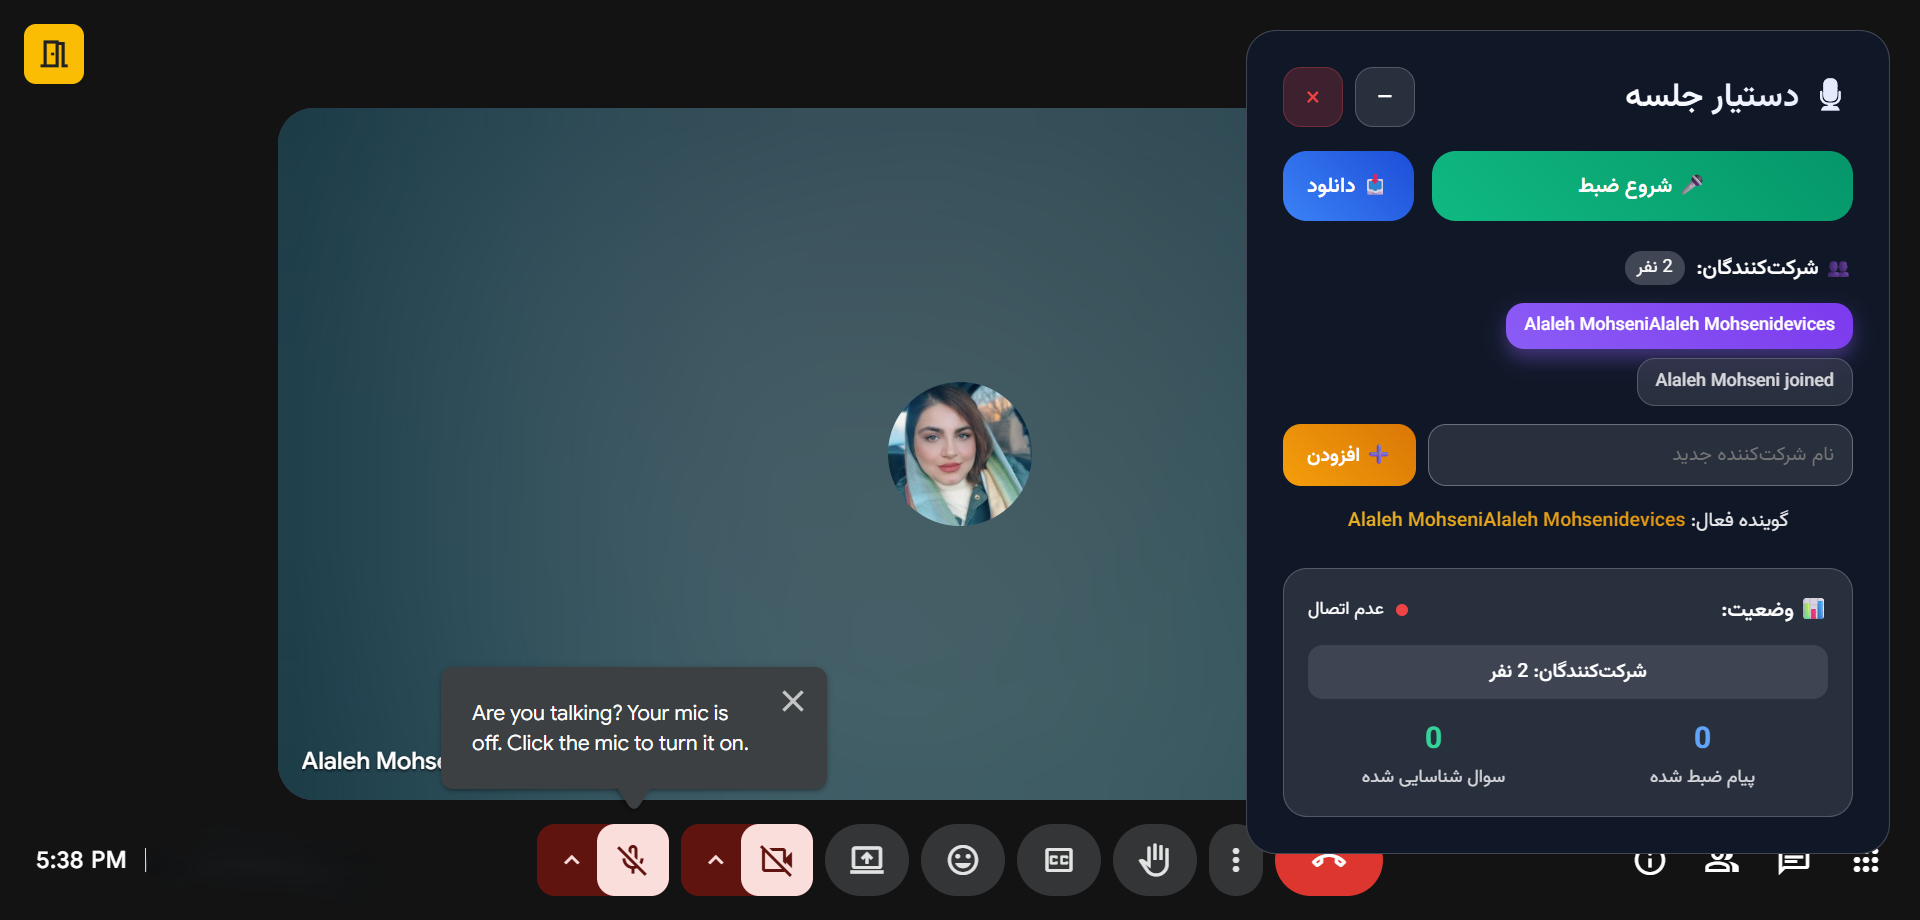 دستیار جلسه
شروع ضبط
دانلود
شرکت‌کنندگان: 2 نفر
Alaleh MohseniAlaleh Mohsenidevices
Alaleh Mohseni joined
نام شرکت‌کننده جدید
افزودن
گوینده فعال: Alaleh MohseniAlaleh Mohsenidevices
وضعیت:
عدم اتصال
شرکت‌کنندگان: 2 نفر
0
پیام ضبط شده
0
سوال شناسایی شده
Are you talking? Your mic is
off. Click the mic to turn it on.
Alaleh Mohse
5:38 PM
CC